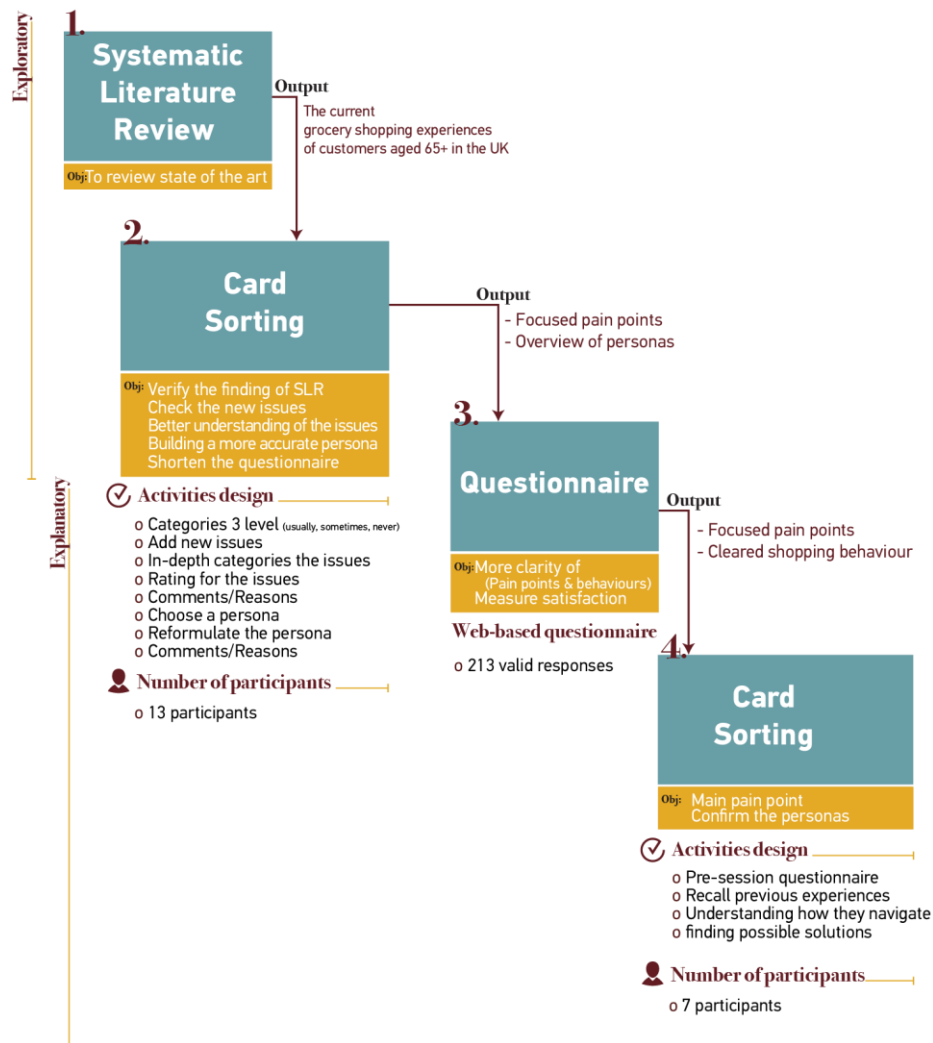 Exploratory
1.
Systematic
Literature
Review
Obj: To review state of the art
Output
The current
grocery shopping experiences
of customers aged 65+ in the UK
2.
Card
Sorting
Obj: Verify the finding of SLR
Check the new issues
Better understanding of the issues
Building a more accurate persona
Shorten the questionnaire
Output
- Focused pain points
- Overview of personas
Explanatory
Activities design
o Categories 3 level (usually, sometimes, never)
o Add new issues
o In-depth categories the issues
o Rating for the issues
o Comments/Reasons
o Choose a persona
o Reformulate the persona
o Comments/Reasons
Number of participants
o 13 participants
3.
Questionnaire
Obj: More clarity of
(Pain points & behaviours)
Measure satisfaction
Web-based questionnaire
o 213 valid responses
Output
- Focused pain points
- Cleared shopping behaviour
4.
Card
Sorting
Obj: Main pain point
Confirm the personas
Activities design
o Pre-session questionnaire
o Recall previous experiences
o Understanding how they navigate
o finding possible solutions
Number of participants
o 7 participants